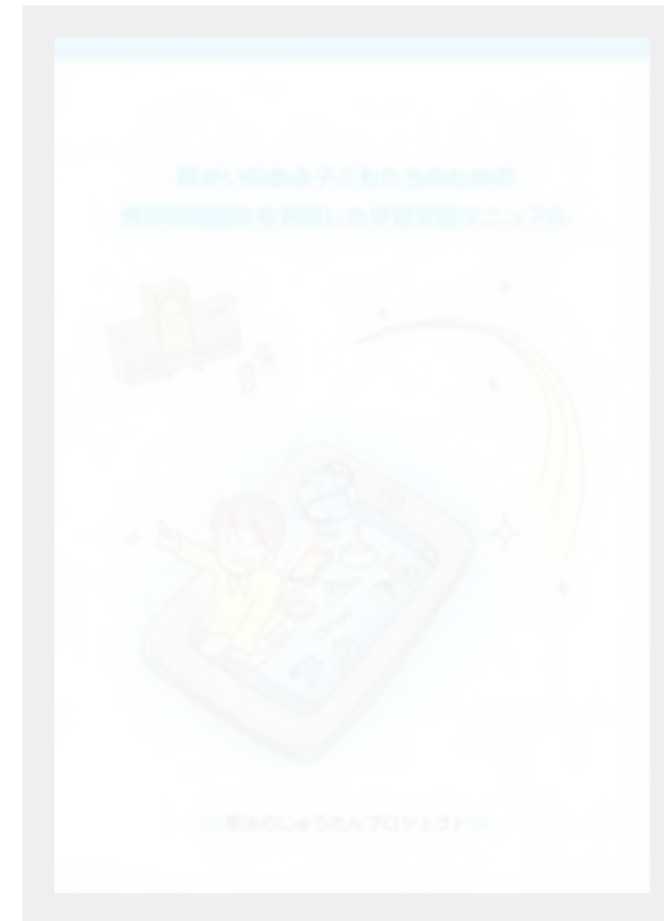 障がいのある子どもたちのための
携帯情報端末を利用した学習支援マニュアル
魔法のじゅうたんプロジェクト